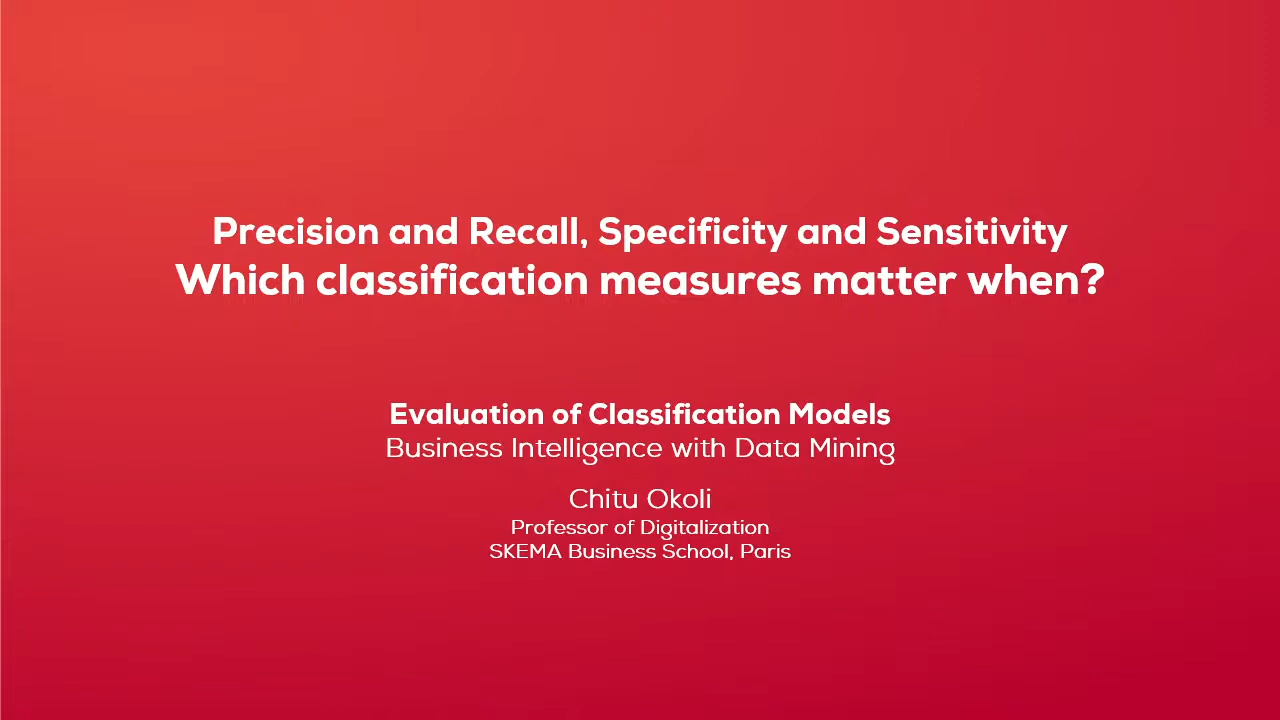 Precision and Recall, Specificity and Sensitivity
Which classification measures matter when?
Evaluation of Classification Models
Business Intelligence with Data Mining
Chitu Okoli
Professor of Digitalization
SKEMA Business School, Paris